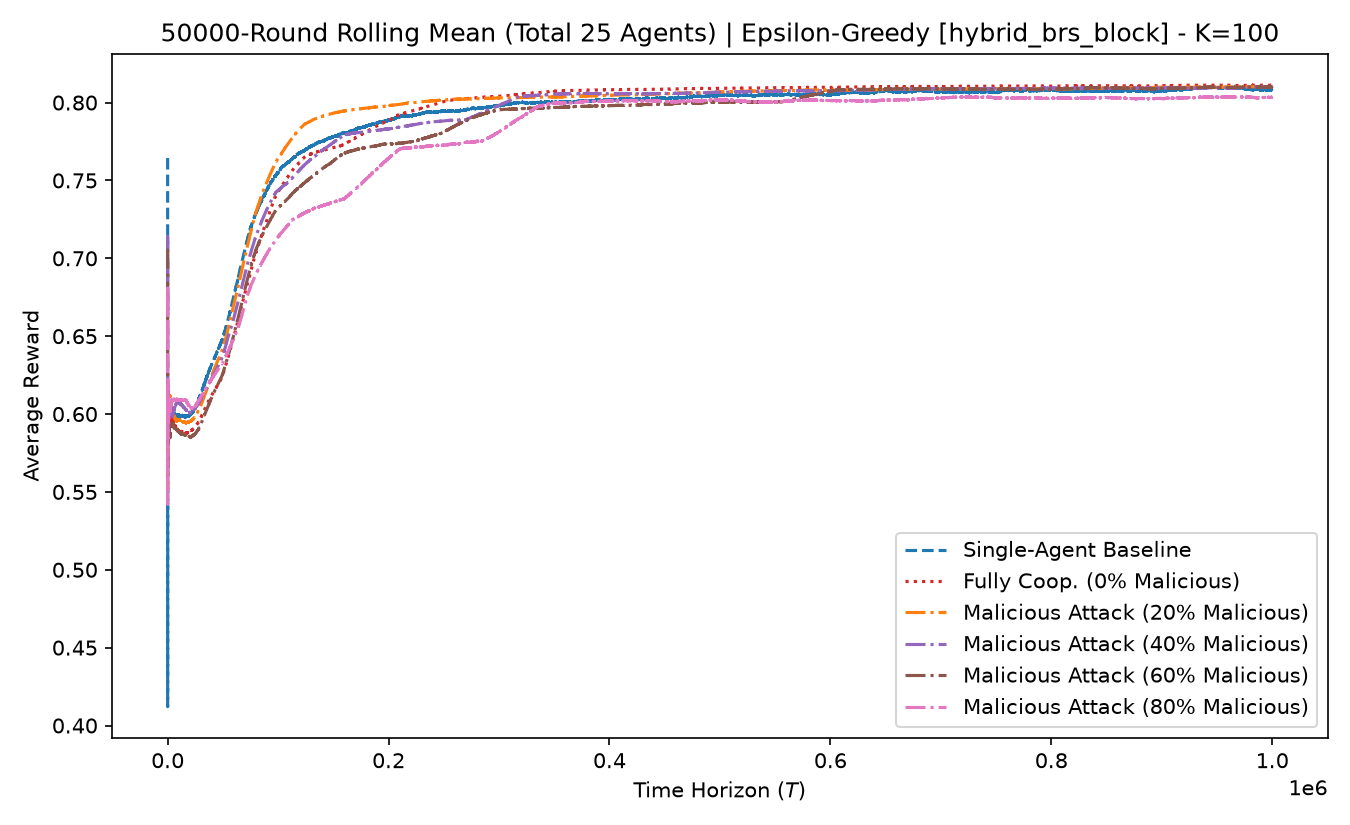 50000-Round Rolling Mean (Total 25 Agents) | Epsilon-Greedy [hybrid_brs_block] - K=100
Average Reward
0.80
0.75
0.70
0.65
0.60
0.55
0.50
0.45
0.40
Single-Agent Baseline
Fully Coop. (0% Malicious)
Malicious Attack (20% Malicious)
Malicious Attack (40% Malicious)
Malicious Attack (60% Malicious)
Malicious Attack (80% Malicious)
0.0 0.2 0.4 0.6 0.8 1.0
1e6
Time Horizon (T)